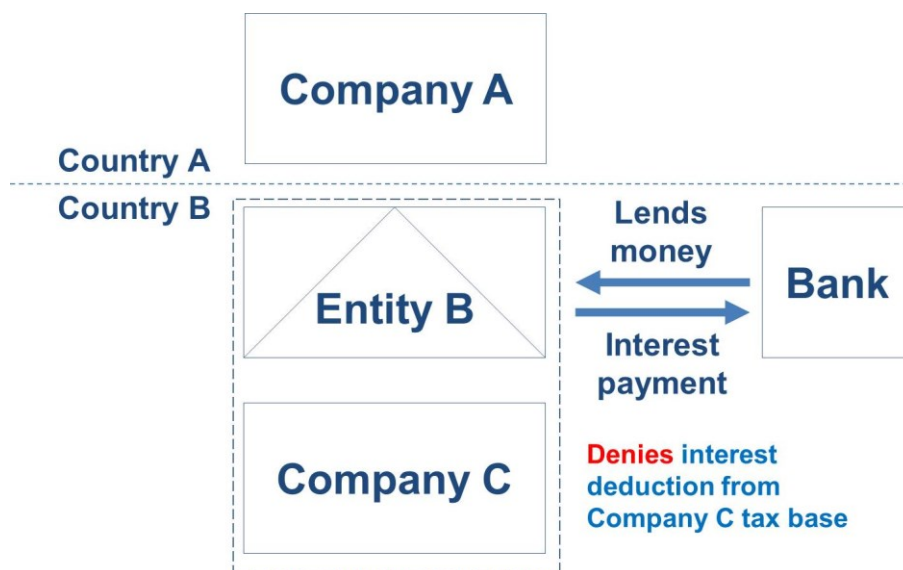 Company A
Country A
Country B
Lends
money
Entity B
Bank
Interest
payment
Company C
Denies interest
deduction from
Company C tax base